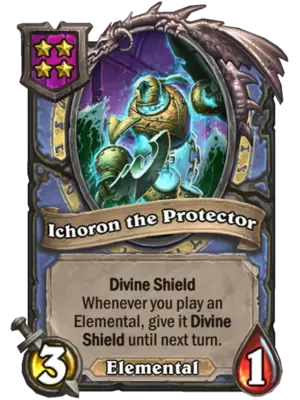 Ichoron the Protector
Divine Shield
Whenever you play an
Elemental, give it Divine
Shield until next turn.
3
Elemental
1